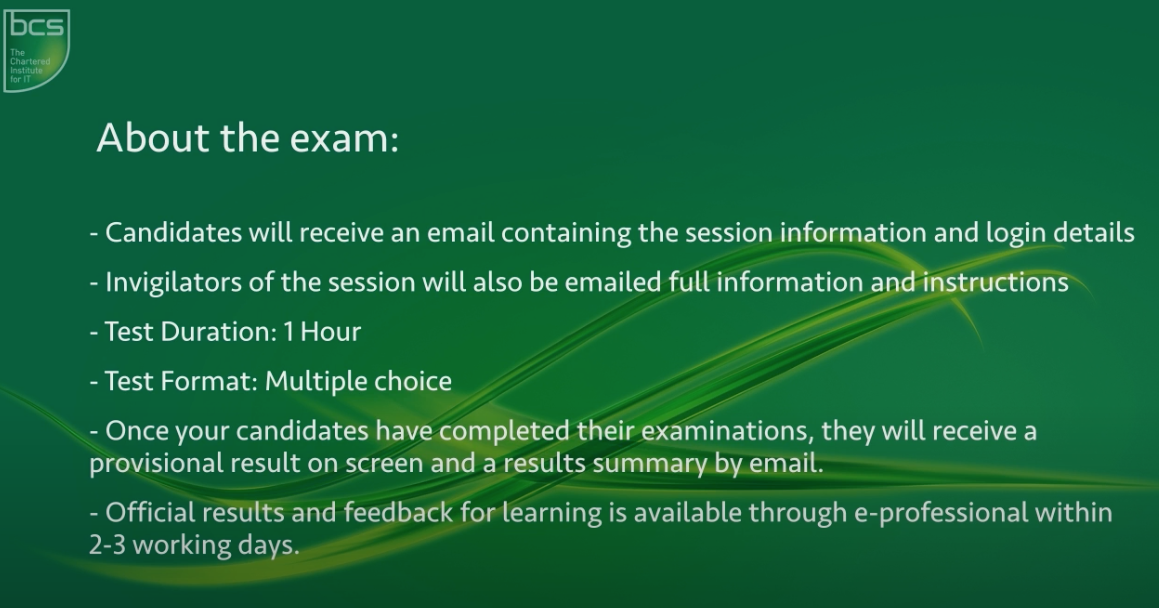 bcs
The
Chartered
Institute
for IT
About the exam:
- Candidates will receive an email containing the session information and login details
- Invigilators of the session will also be emailed full information and instructions
- Test Duration: 1 Hour
- Test Format: Multiple choice
- Once your candidates have completed their examinations, they will receive a
provisional result on screen and a results summary by email.
- Official results and feedback for learning is available through e-professional within
2-3 working days.